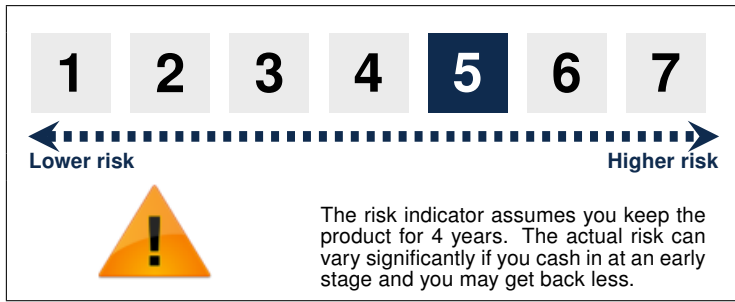 1 2 3 4 5 6 7
Lower risk Higher risk
!
The risk indicator assumes you keep the
product for 4 years. The actual risk can
vary significantly if you cash in at an early
stage and you may get back less.